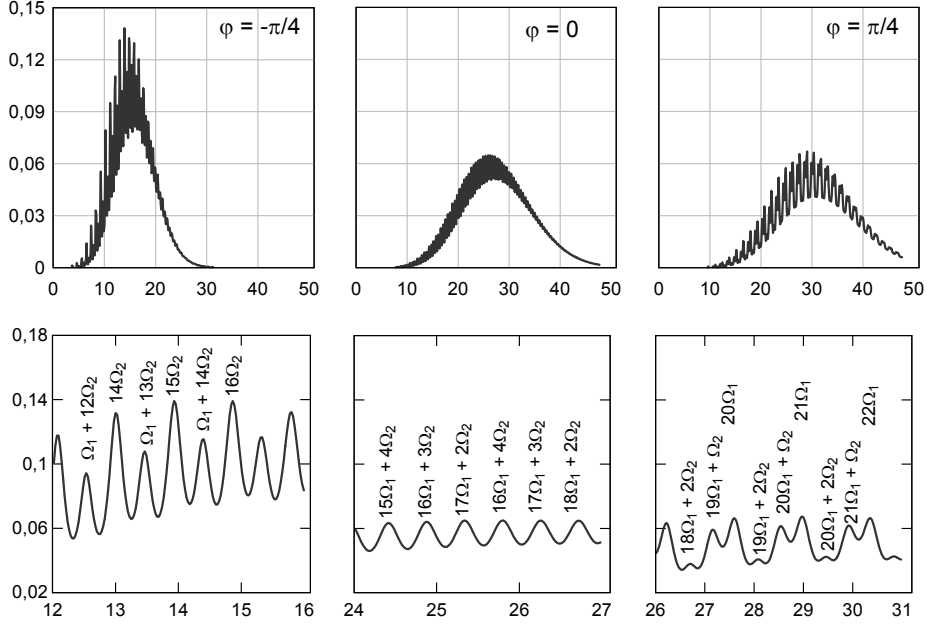 0,15
0,12
0,09
0,06
0,03
0
φ = -π/4
0 10 20 30 40 50
φ = 0
0 10 20 30 40 50
φ = π/4
0 10 20 30 40 50
0,18
0,14
0,1
0,06
0,02
Ω₁ + 12Ω₂
14Ω₂
Ω₁ + 13Ω₂
15Ω₂
Ω₁ + 14Ω₂
16Ω₂
12 13 14 15 16
15Ω₁ + 4Ω₂
16Ω₁ + 3Ω₂
17Ω₁ + 2Ω₂
16Ω₁ + 4Ω₂
17Ω₁ + 3Ω₂
18Ω₁ + 2Ω₂
24 25 26 27
18Ω₁ + 2Ω₂
19Ω₁ + Ω₂
20Ω₁
19Ω₁ + 2Ω₂
20Ω₁ + Ω₂
21Ω₁
20Ω₁ + 2Ω₂
21Ω₁ + Ω₂
22Ω₁
26 27 28 29 30 31